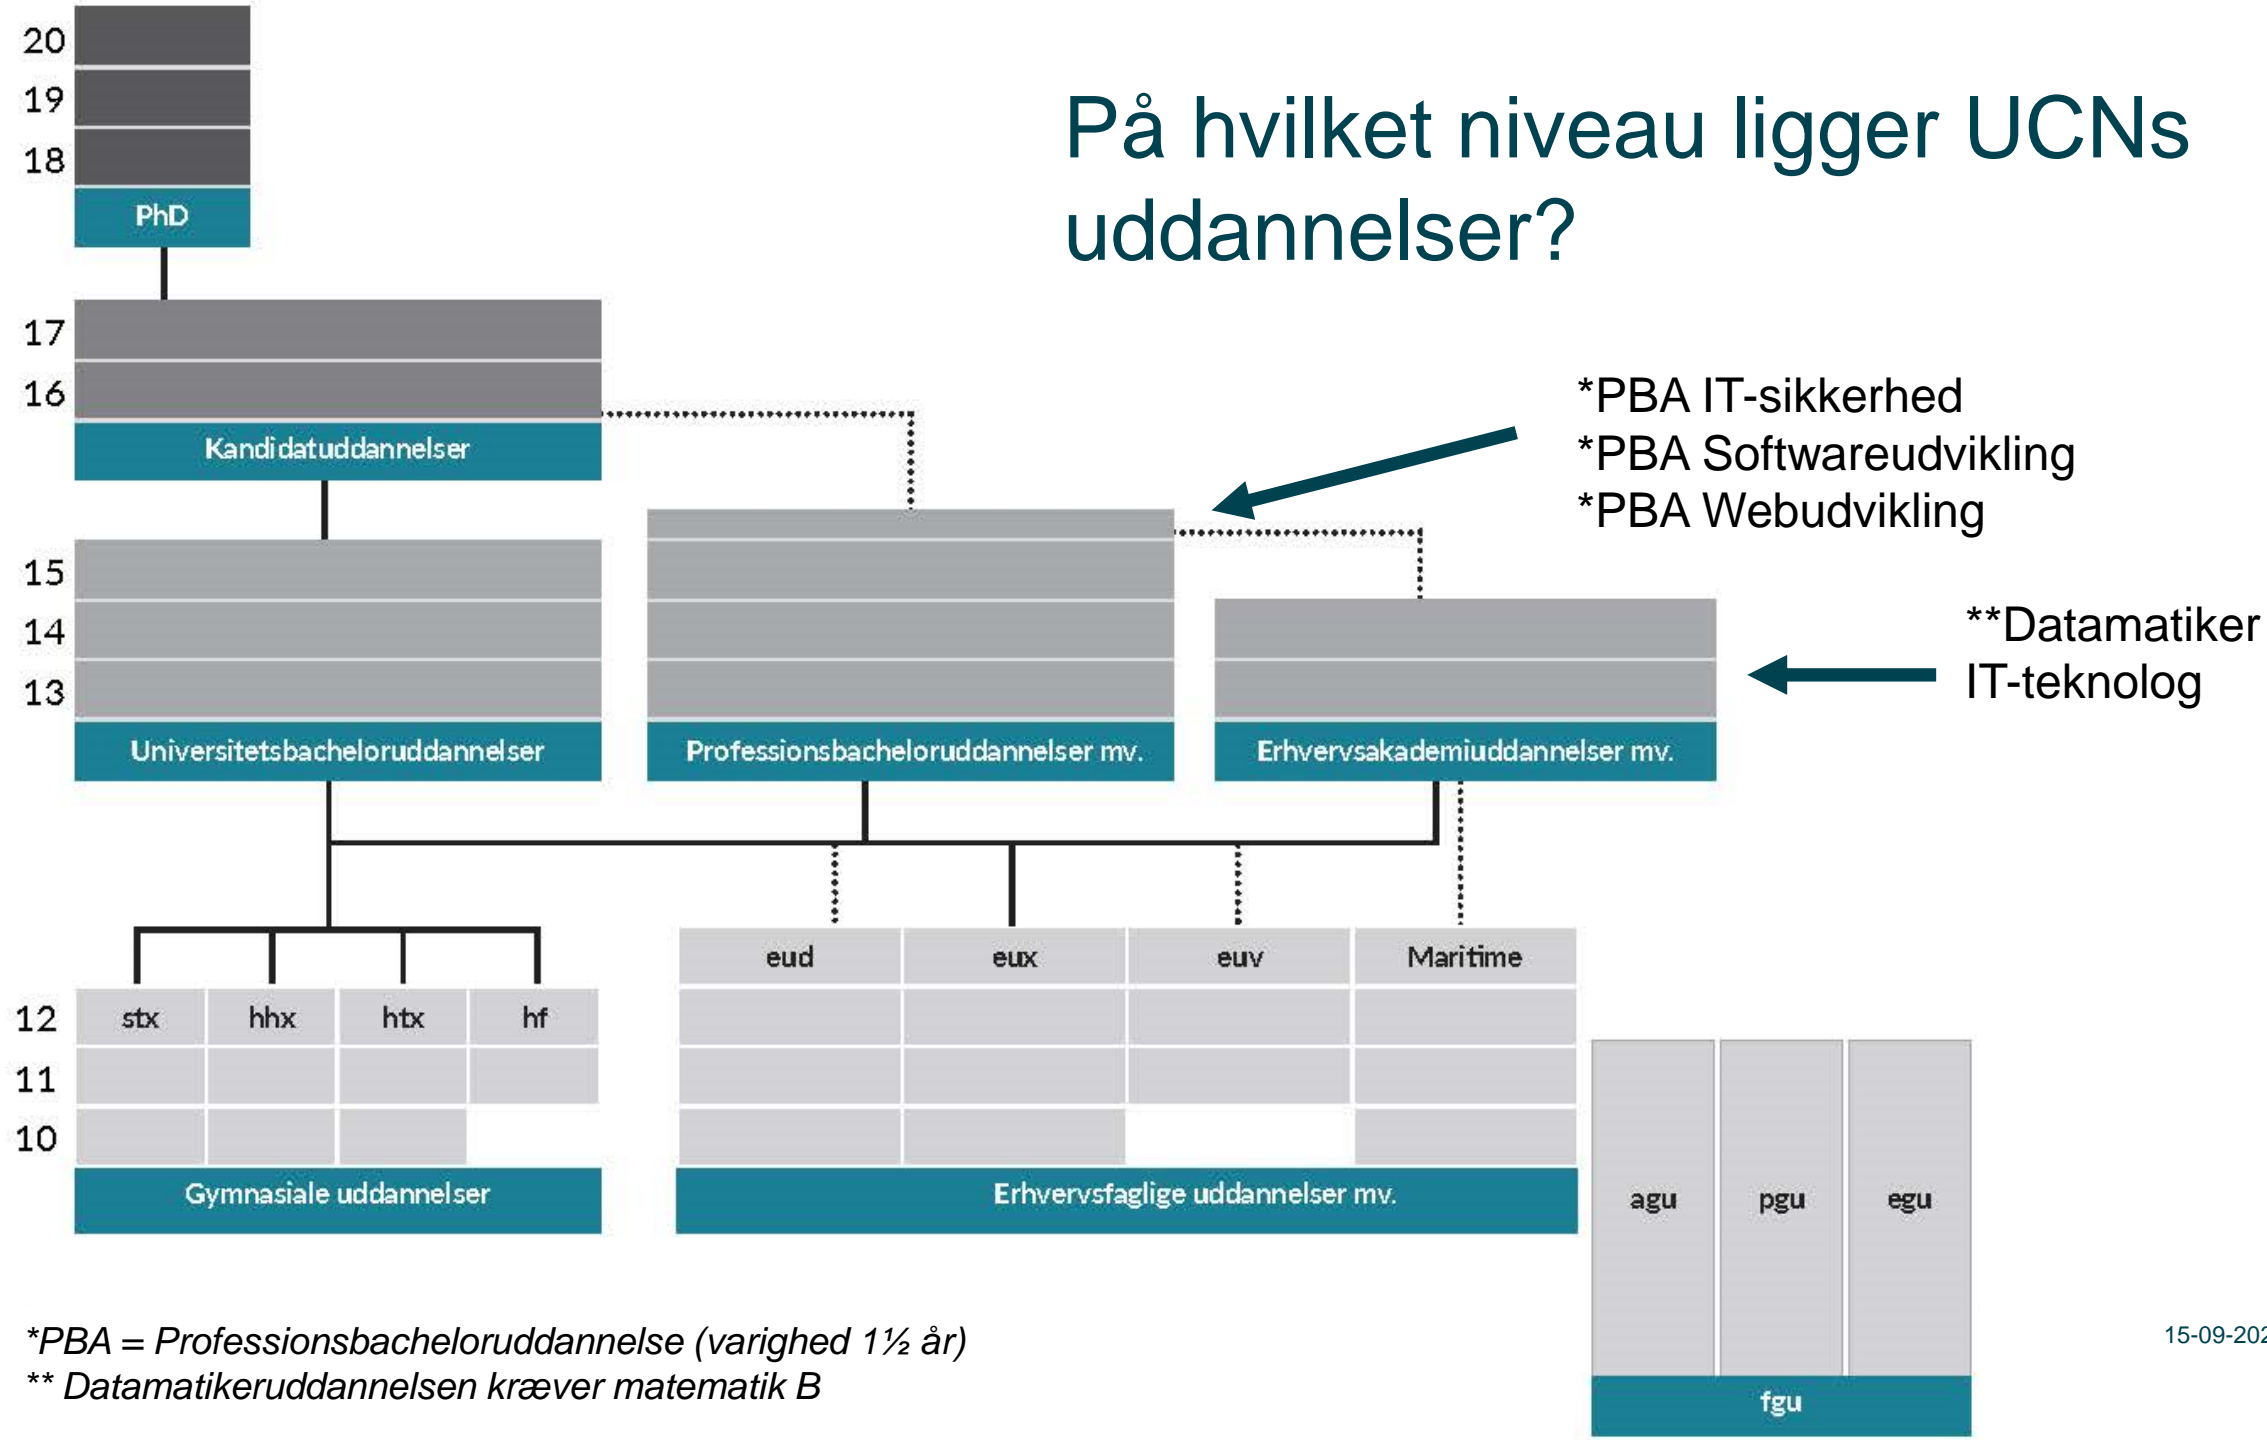 På hvilket niveau ligger UCNs
uddannelser?
20
19
18
PhD
17
16
Kandidatuddannelser
*PBA IT-sikkerhed
*PBA Softwareudvikling
*PBA Webudvikling
15
14
13
**Datamatiker
IT-teknolog
Universitetsbacheloruddannelser
Professionsbacheloruddannelser mv.
Erhvervsakademiuddannelser mv.
eud eux euv Maritime
12 stx hhx htx hf
11
10
Gymnasiale uddannelser
Erhvervsfaglige uddannelser mv.
agu pgu egu
fgu
*PBA = Professionsbacheloruddannelse (varighed 1½ år)
** Datamatikeruddannelsen kræver matematik B
15-09-202